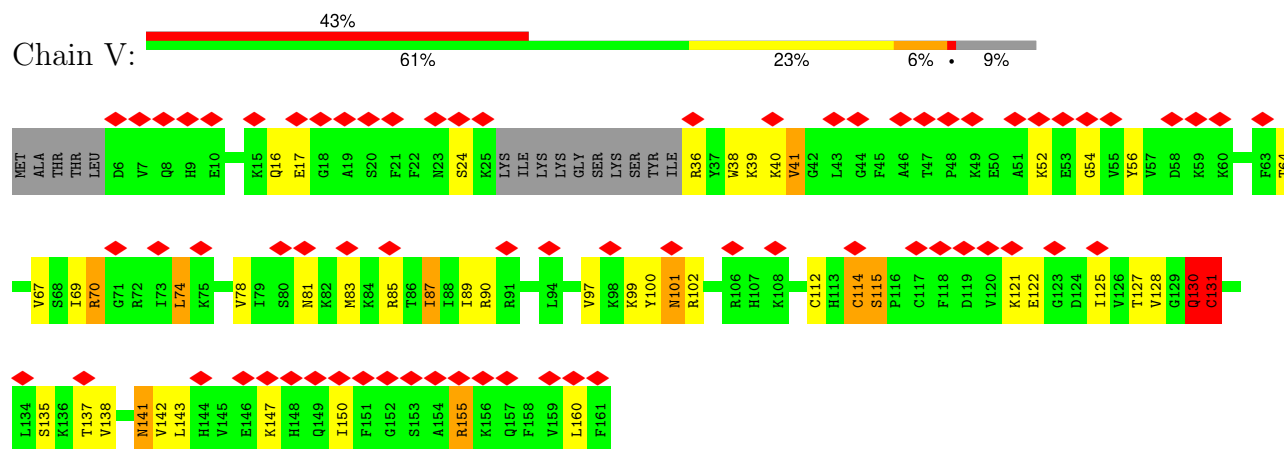 43%
Chain V:
61% 23% 6% • 9%
MET ALA THR THR LEU D6 V7 Q8 H9 E10 K15 Q16 E17 G18 A19 S20 F21 F22 N23 S24 K25 LYS ILE LYS LYS GLY SER LYS SER TYR ILE R36 Y37 W38 K39 K40 V41 G42 L43 G44 F45 A46 T47 P48 K49 E50 A51 K52 E53 G54 V55 Y56 V57 D58 K59 K60 F63 T64
V67 S68 I69 R70 G71 R72 I73 L74 K75 V78 I79 S80 N81 K82 M83 K84 R85 T86 I87 I88 I89 R90 R91 L94 V97 K98 K99 Y100 N101 R102 R106 H107 K108 C112 H113 C114 S115 P116 C117 F118 D119 V120 K121 E122 G123 D124 I125 V126 T127 V128 G129 Q130 C131
L134 S135 K136 T137 V138 N141 V142 L143 H144 V145 E146 K147 H148 Q149 I150 F151 G152 S153 A154 R155 K156 Q157 F158 V159 L160 F161